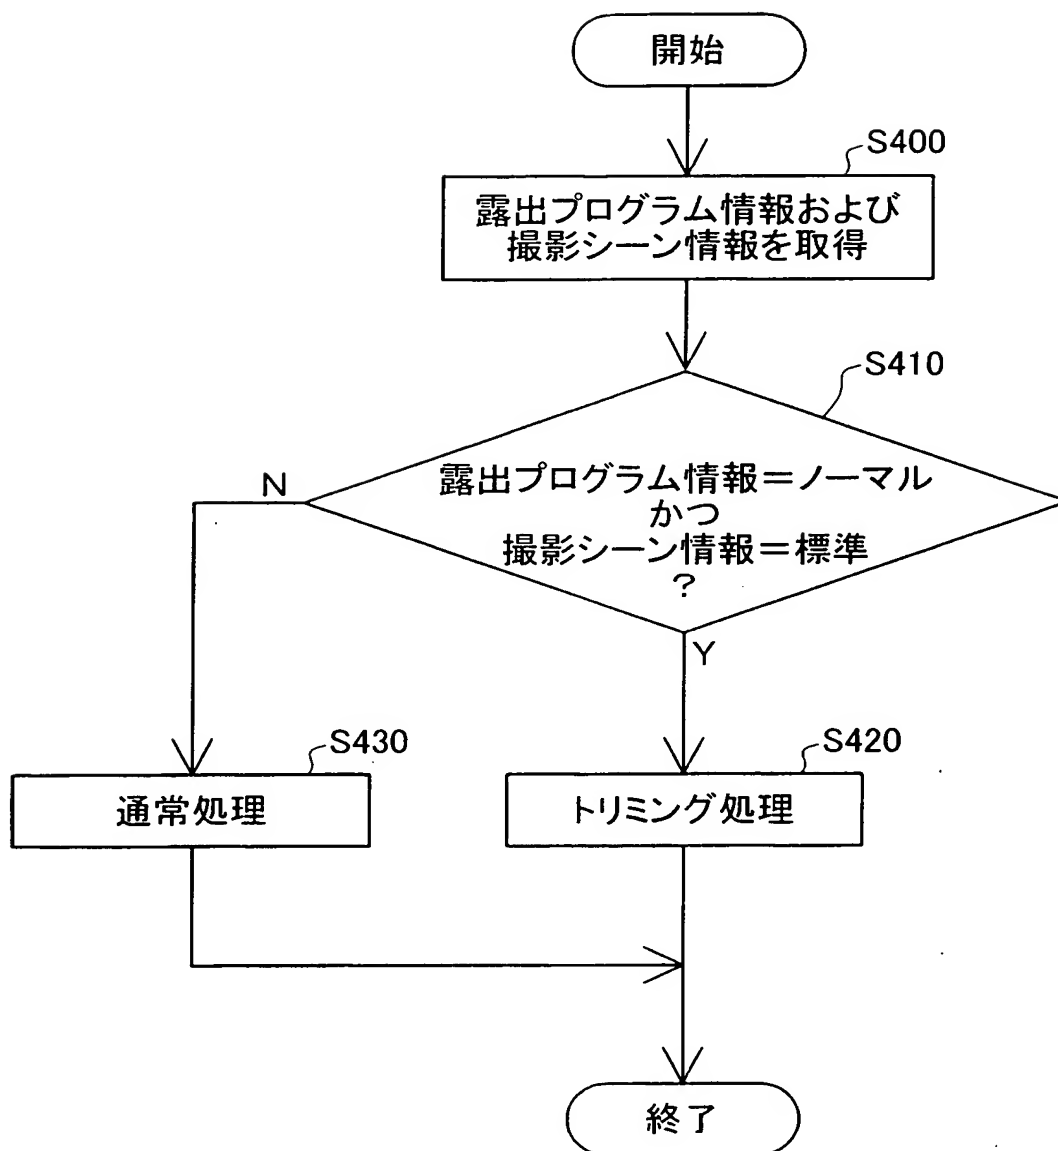 開始
S400
露出プログラム情報および
撮影シーン情報を取得
S410
N
露出プログラム情報＝ノーマル
かつ
撮影シーン情報＝標準
？
Y
S430
通常処理
S420
トリミング処理
終了